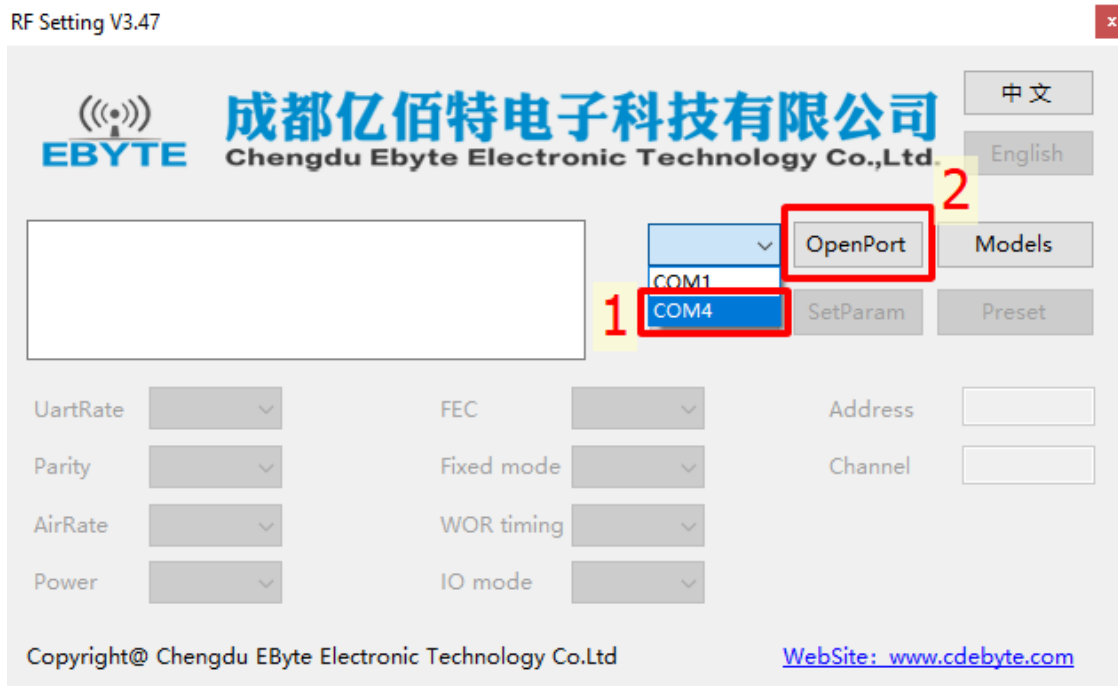 RF Setting V3.47
x
EBYTE
成都亿佰特电子科技有限公司
Chengdu Ebyte Electronic Technology Co.,Ltd.
中文
English
2
OpenPort
Models
COM1
1
COM4
SetParam
Preset
UartRate
FEC
Address
Parity
Fixed mode
Channel
AirRate
WOR timing
Power
IO mode
Copyright@ Chengdu EByte Electronic Technology Co.Ltd
WebSite: www.cdebyte.com